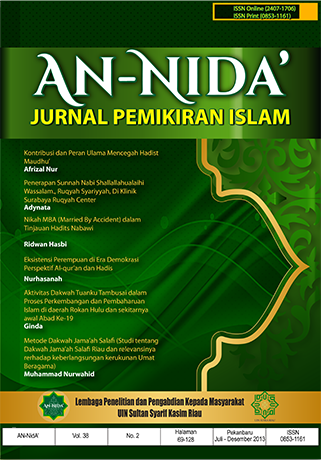 ISSN Online (2407-1706)
ISSN Print (0853-1161)
AN-NIDA'
JURNAL PEMIKIRAN ISLAM
Kontribusi dan Peran Ulama Mencegah Hadist
Maudhu'
Afrizal Nur
Penerapan Sunnah Nabi Shallallahualaihi
Wassalam., Ruqyah Syariyyah, Di Klinik
Surabaya Ruqyah Center
Adynata
Nikah MBA (Married By Accident) dalam
Tinjauan Hadits Nabawi
Ridwan Hasbi
Eksistensi Perempuan di Era Demokrasi
Perspektif Al-qur'an dan Hadis
Nurhasanah
Aktivitas Dakwah Tuanku Tambusai dalam
Proses Perkembangan dan Pembaharuan
Islam di daerah Rokan Hulu dan sekitarnya
awal Abad Ke-19
Ginda
Metode Dakwah Jama'ah Salafi (Studi tentang
Dakwah Jama'ah Salafi Riau dan relevansinya
rerhadap keberlangsungan kerukunan Umat
Beragama)
Muhammad Nurwahid
AN-NIDA'
Lembaga Penelitian dan Pengabdian Kepada Masyarakat
UIN Sultan Syarif Kasim Riau
AN-NidA'
Vol. 38
No. 2
Halaman
69-128
Pekanbaru
Juli - Desember 2013
ISSN
0853-1161